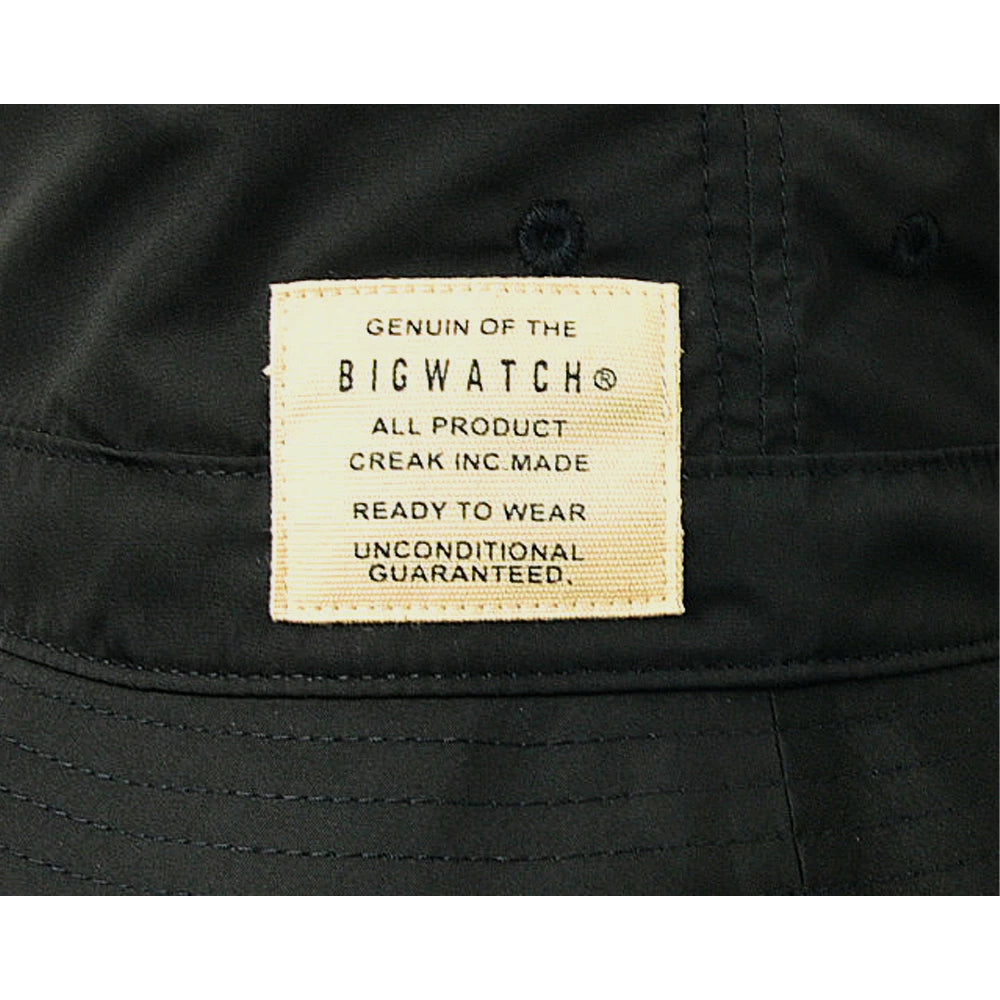 GENUIN OF THE
BIGWATCH®
ALL PRODUCT
CREAK INC.MADE
READY TO WEAR
UNCONDITIONAL
GUARANTEED.